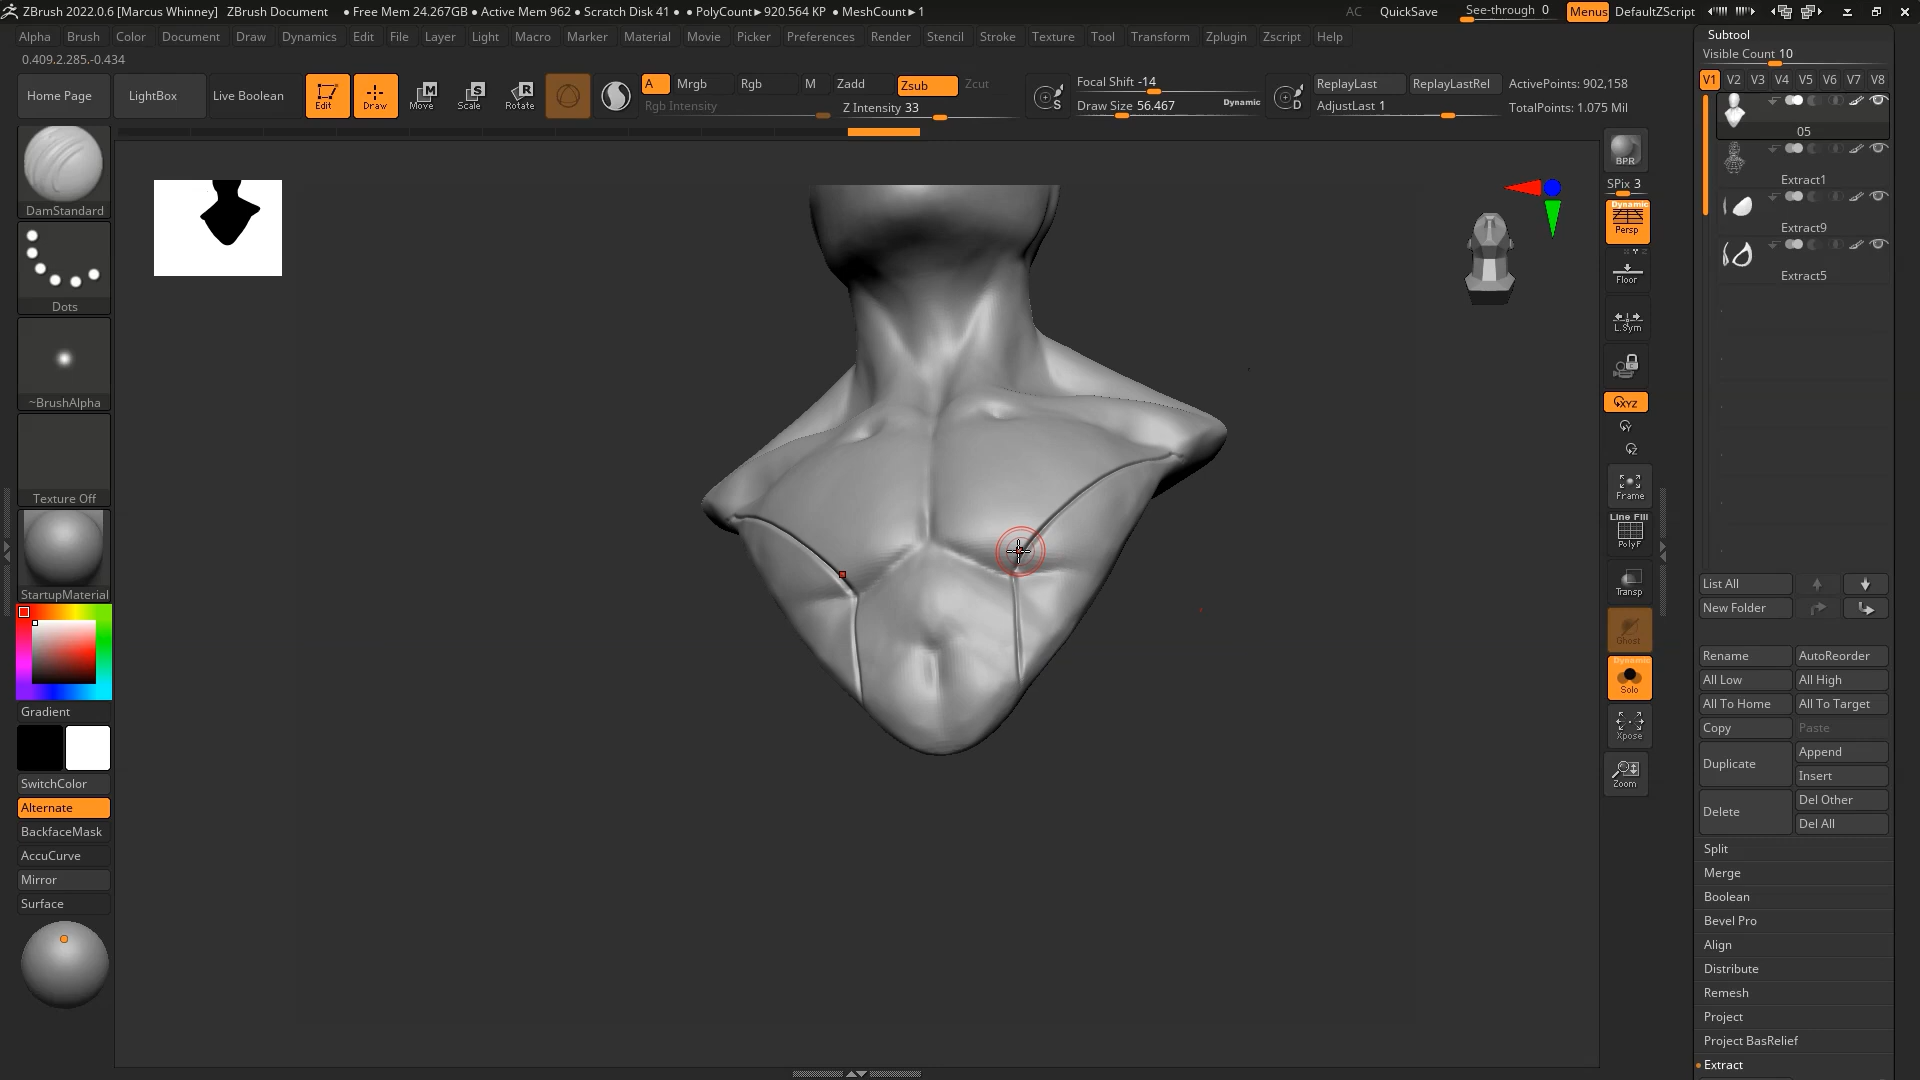 ZBrush 2022.0.6 [Marcus Whinney] ZBrush Document ● Free Mem 24.267GB ● Active Mem 962 ● Scratch Disk 41 ● ● PolyCount► 920.564 KP ● MeshCount► 1 AC QuickSave See-through 0 Menus DefaultZScript
Alpha Brush Color Document Draw Dynamics Edit File Layer Light Macro Marker Material Movie Picker Preferences Render Stencil Stroke Texture Tool Transform Zplugin Zscript Help
0.409.2.285.-0.434
Home Page LightBox Live Boolean Edit Draw Move Scale Rotate A Mrgb Rgb M Zadd Zsub Zcut
Rgb Intensity Z Intensity 33
S Focal Shift -14
Draw Size 56.467 Dynamic
D ReplayLast ReplayLastRel ActivePoints: 902,158
AdjustLast 1 TotalPoints: 1.075 Mil
DamStandard
Dots
~BrushAlpha
Texture Off
StartupMaterial
Gradient
SwitchColor
Alternate
BackfaceMask
AccuCurve
Mirror
Surface
BPR
SPix 3
Dynamic
Persp
Floor
L.Sym
XYZ
Frame
Line Fill
PolyF
Transp
Ghost
Dynamic
Solo
Xpose
Zoom
Subtool
Visible Count 10
V1 V2 V3 V4 V5 V6 V7 V8
05
Extract1
Extract9
Extract5
List All
New Folder
Rename AutoReorder
All Low All High
All To Home All To Target
Copy Paste
Duplicate Append
Insert
Delete Del Other
Del All
Split
Merge
Boolean
Bevel Pro
Align
Distribute
Remesh
Project
Project BasRelief
Extract